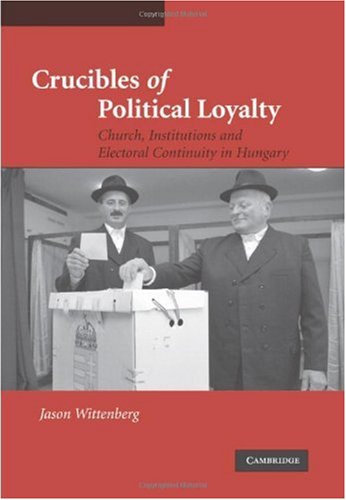 Crucibles of
Political Loyalty
Church, Institutions and
Electoral Continuity in Hungary
Jason Wittenberg
CAMBRIDGE